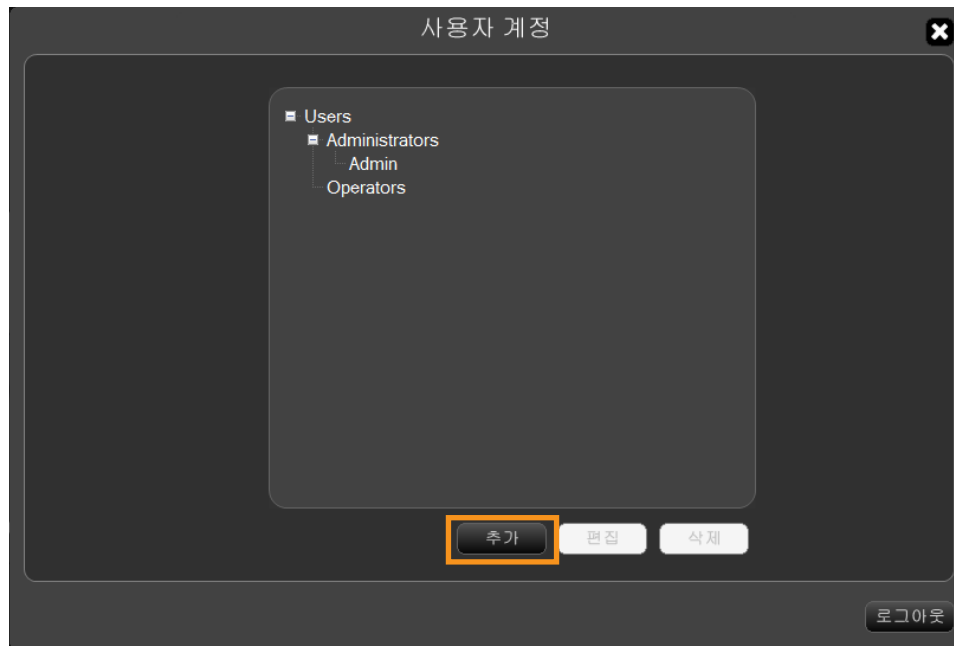 사용자 계정
Users
Administrators
Admin
Operators
추가 편집 삭제
로그아웃